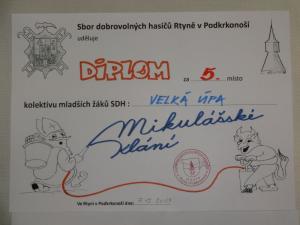 Sbor dobrovolných hasičů Rtyně v Podkrkonoší
uděluje
DIPLOM
za 5. místo
kolektivu mladších žáků SDH : VELKÁ ÚPA
Mikulášské
klání
Ve Rtyni v Podkrkonoší dne: